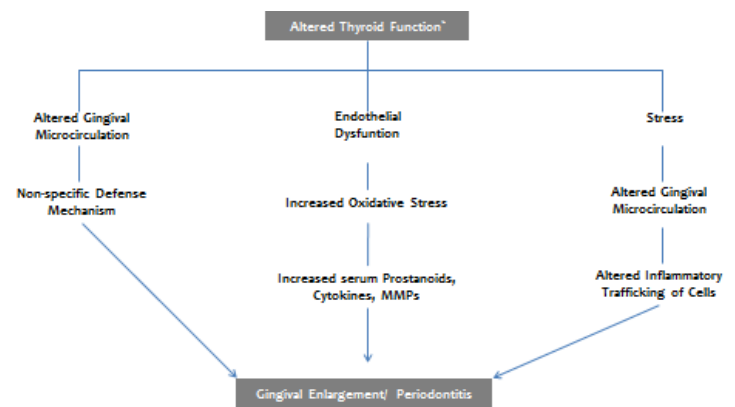 Altered Thyroid Function*
Altered Gingival
Microcirculation
Endothelial
Dysfuntion
Stress
Non-specific Defense
Mechanism
Increased Oxidative Stress
Altered Gingival
Microcirculation
Increased serum Prostanoids,
Cytokines, MMPs
Altered Inflammatory
Trafficking of Cells
Gingival Enlargement/ Periodontitis